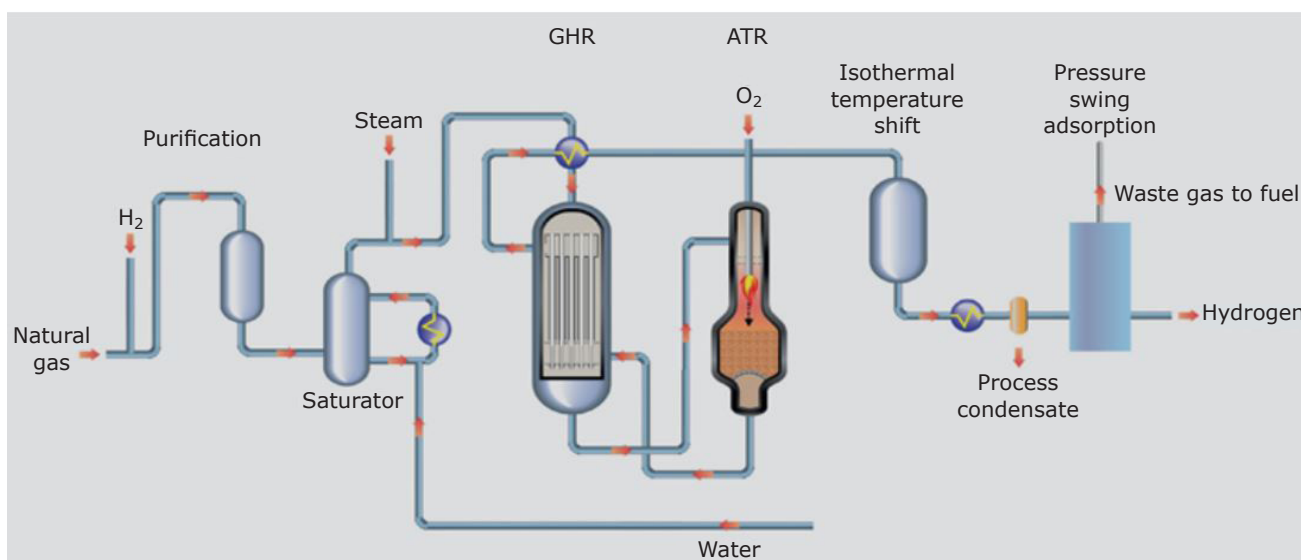 GHR
ATR
Isothermal
temperature
shift
Pressure
swing
adsorption
O2
Steam
Purification
Waste gas to fuel
H2
Natural
gas
Hydrogen
Saturator
Process
condensate
Water